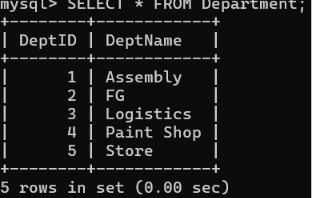 mysql> SELECT * FROM Department;
+--------+------------+
| DeptID | DeptName   |
+--------+------------+
|      1 | Assembly   |
|      2 | FG         |
|      3 | Logistics  |
|      4 | Paint Shop |
|      5 | Store      |
+--------+------------+
5 rows in set (0.00 sec)